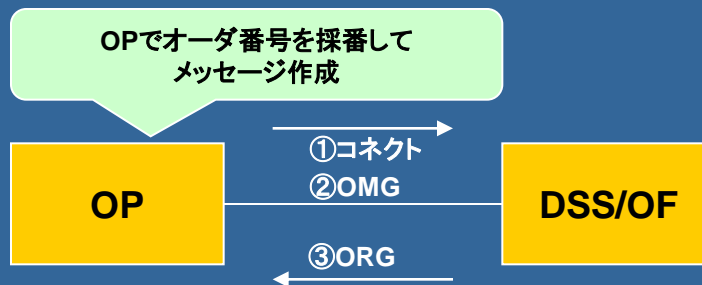 OPでオーダ番号を採番して
メッセージ作成
①コネクト
OP
②OMG
DSS/OF
③ORG